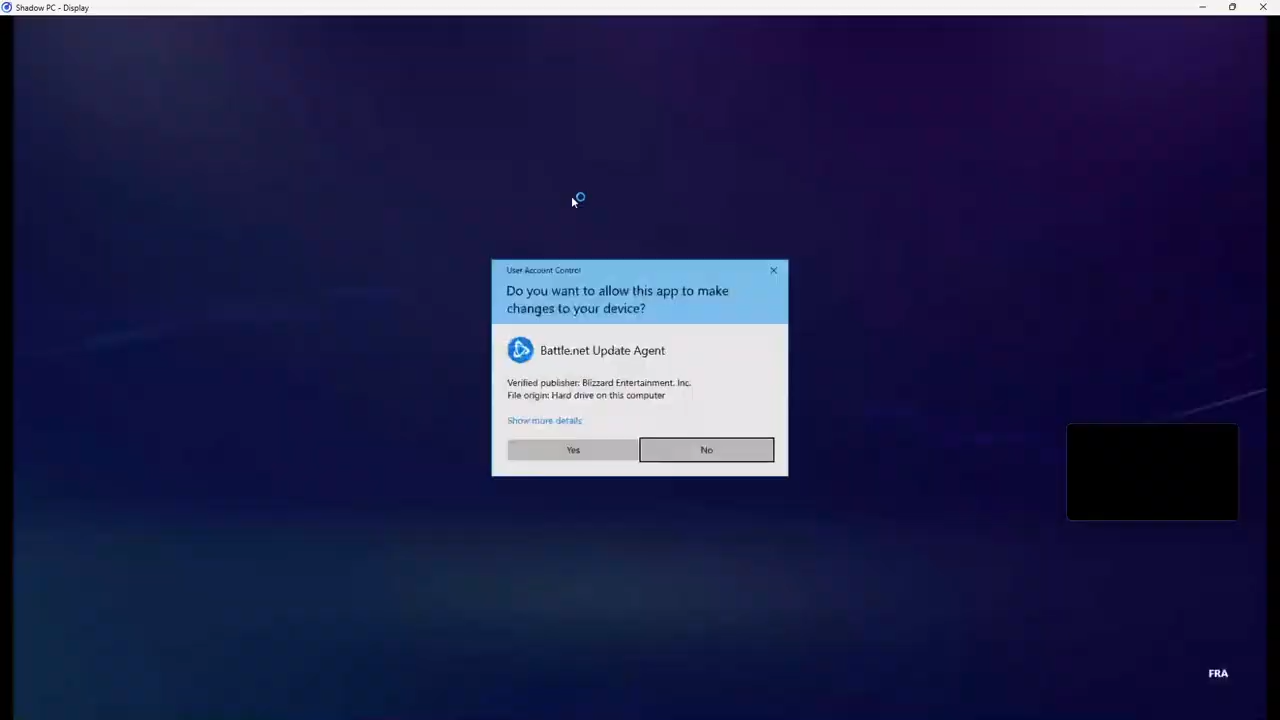 Shadow PC - Display
User Account Control
Do you want to allow this app to make
changes to your device?
Battle.net Update Agent
Verified publisher: Blizzard Entertainment, Inc.
File origin: Hard drive on this computer
Show more details
Yes
No
FRA